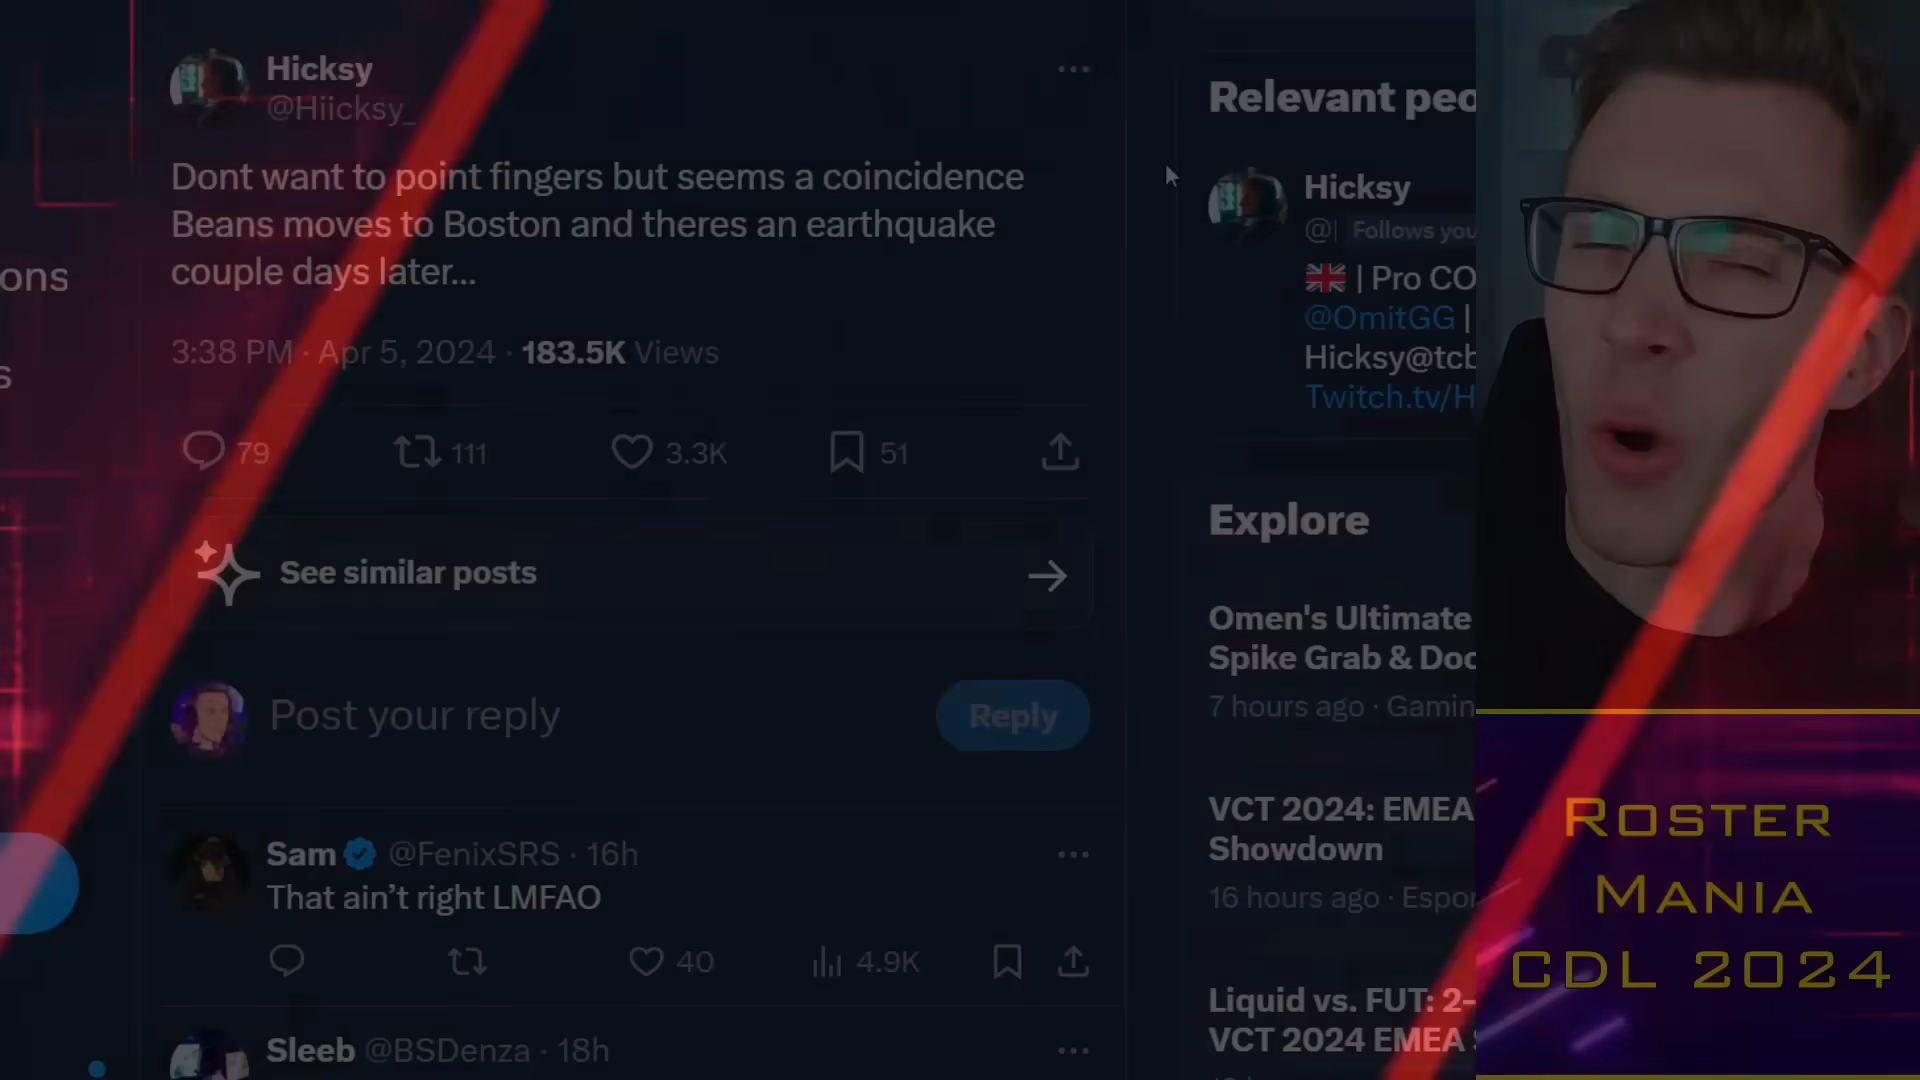 Hicksy
@Hiicksy_
Dont want to point fingers but seems a coincidence
Beans moves to Boston and theres an earthquake
couple days later...
3:38 PM · Apr 5, 2024 · 183.5K Views
79 111 3.3K 51
See similar posts
Post your reply
Reply
Sam @FenixSRS · 16h
That ain’t right LMFAO
40 4.9K
Sleeb @BSDenza · 18h
ons
s
Relevant peo
Hicksy
@| Follows you
| Pro CO
@OmitGG |
Hicksy@tcb
Twitch.tv/H
Explore
Omen's Ultimate
Spike Grab & Doc
7 hours ago · Gamin
VCT 2024: EMEA
Showdown
16 hours ago · Espor
Liquid vs. FUT: 2-
VCT 2024 EMEA S
ROSTER
MANIA
CDL 2024